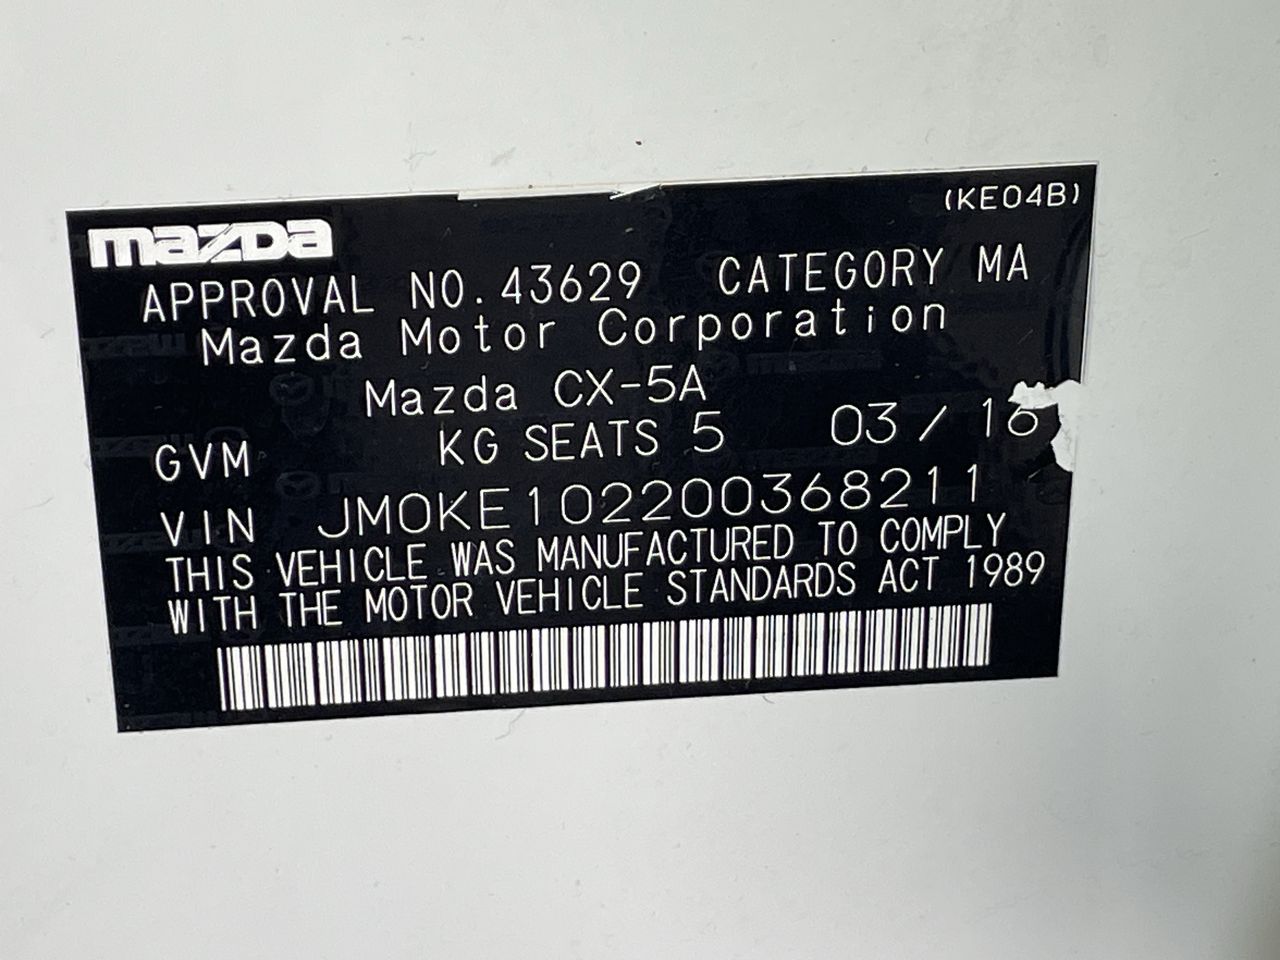 (KE04B)
mazda
APPROVAL NO. 43629 CATEGORY MA
Mazda Motor Corporation
Mazda CX-5A
GVM KG SEATS 5 03 / 16
VIN JM0KE102200368211
THIS VEHICLE WAS MANUFACTURED TO COMPLY
WITH THE MOTOR VEHICLE STANDARDS ACT 1989